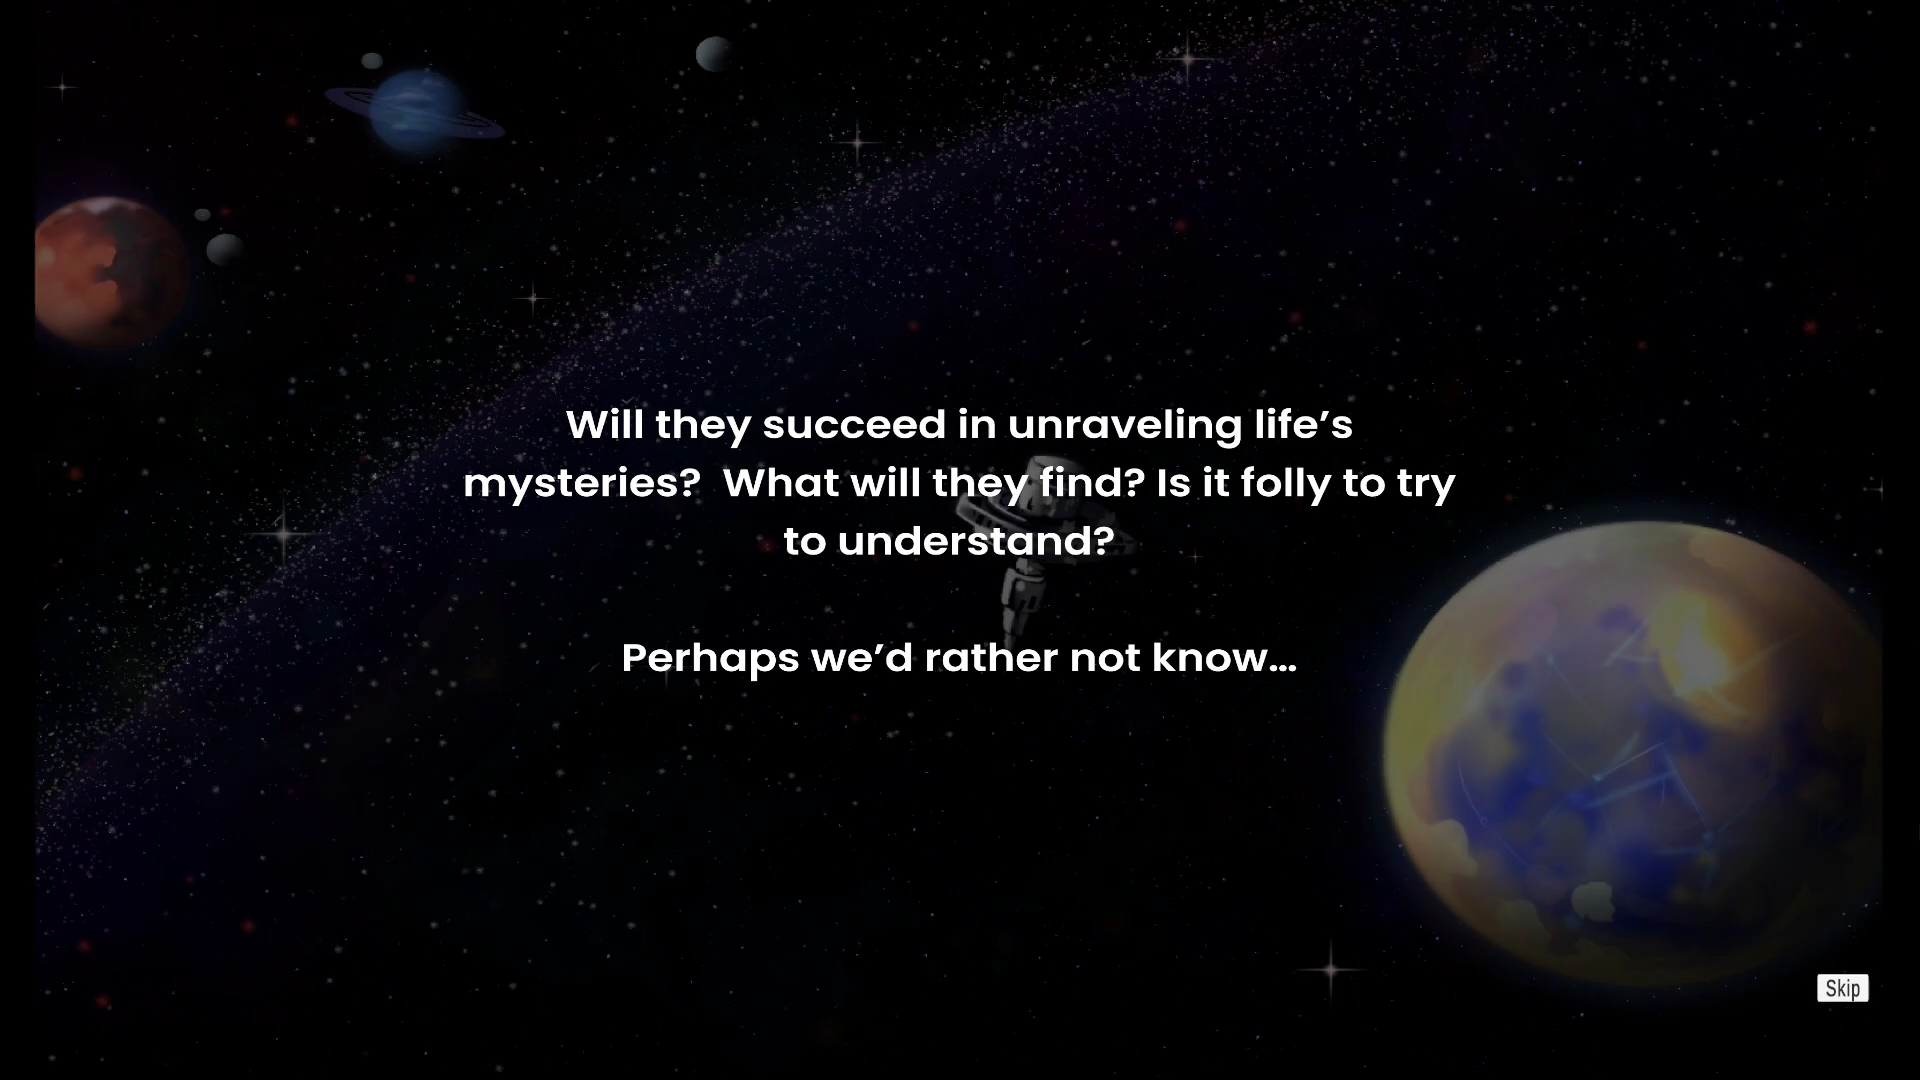 Will they succeed in unraveling life’s
mysteries?  What will they find? Is it folly to try
to understand?
Perhaps we’d rather not know...
Skip